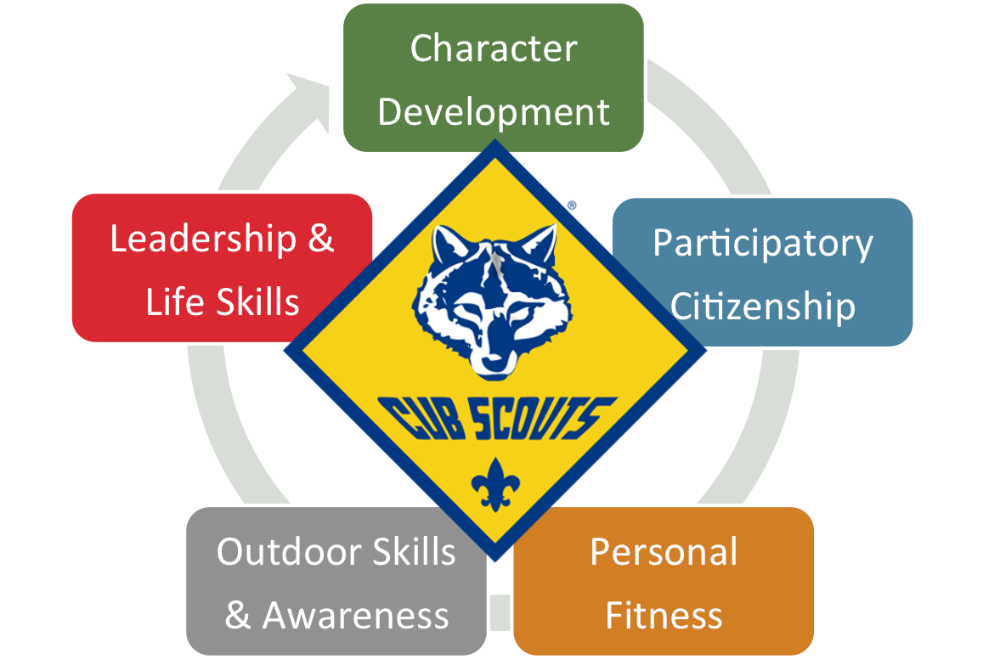 Character
Development
®
Leadership &
Life Skills
Participatory
Citizenship
CUB SCOUTS
Outdoor Skills
& Awareness
Personal
Fitness